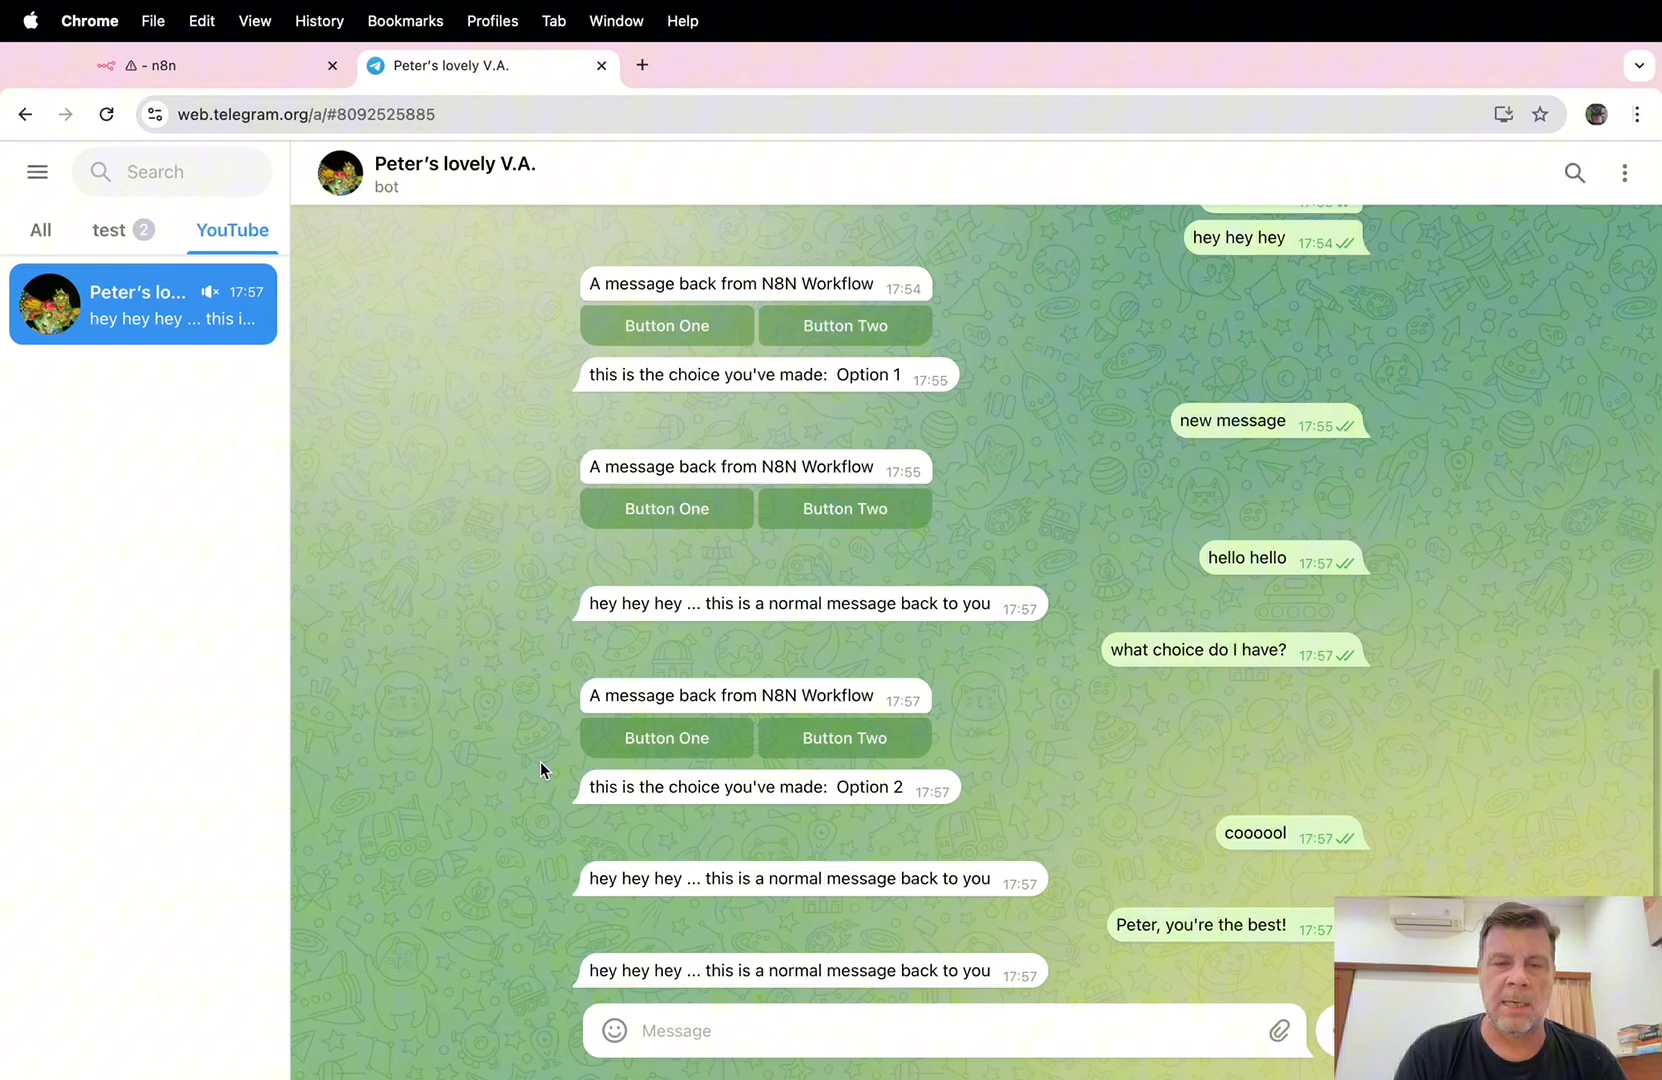 Chrome File Edit View History Bookmarks Profiles Tab Window Help
⚠ - n8n
Peter's lovely V.A.
web.telegram.org/a/#8092525885
Search
Peter's lovely V.A.
bot
All test 2 YouTube
Peter's lo... 17:57
hey hey hey ... this i...
hey hey hey 17:54
A message back from N8N Workflow 17:54
Button One Button Two
this is the choice you've made:  Option 1 17:55
new message 17:55
A message back from N8N Workflow 17:55
Button One Button Two
hello hello 17:57
hey hey hey ... this is a normal message back to you 17:57
what choice do I have? 17:57
A message back from N8N Workflow 17:57
Button One Button Two
this is the choice you've made:  Option 2 17:57
coooool 17:57
hey hey hey ... this is a normal message back to you 17:57
Peter, you're the best! 17:57
hey hey hey ... this is a normal message back to you 17:57
Message